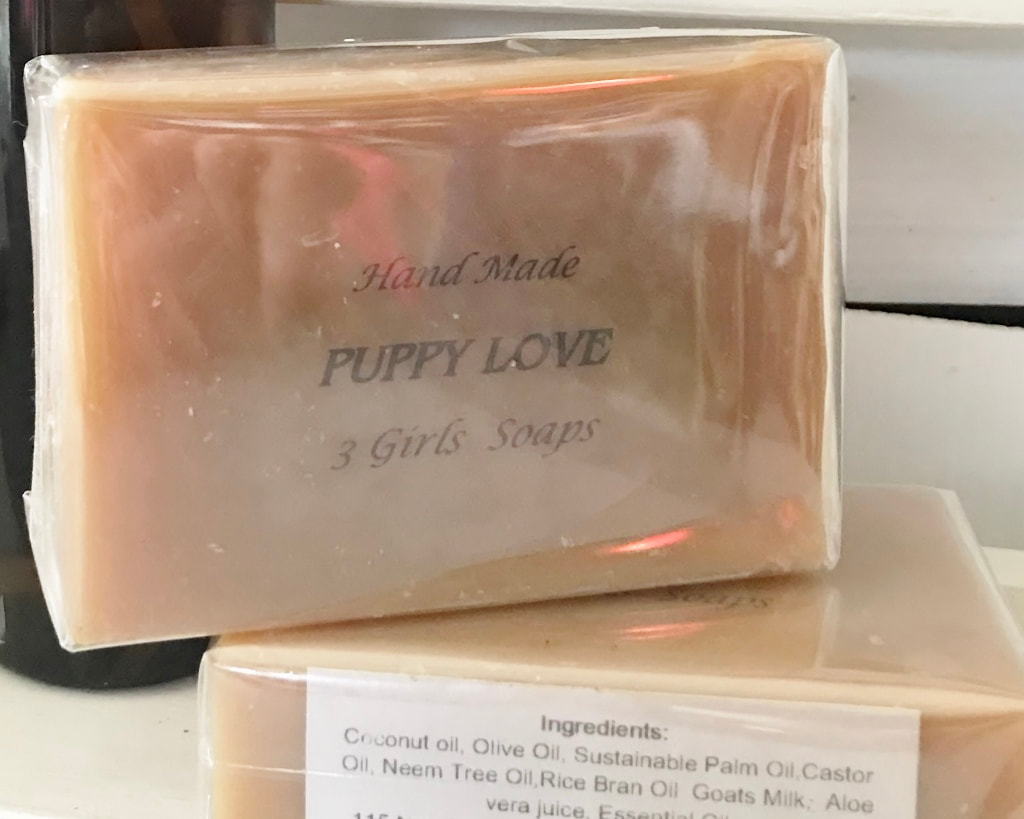 Hand Made
PUPPY LOVE
3 Girls Soaps
Soaps
Ingredients:
Coconut oil, Olive Oil, Sustainable Palm Oil,Castor
Oil, Neem Tree Oil,Rice Bran Oil Goats Milk, Aloe
vera juice, Essential